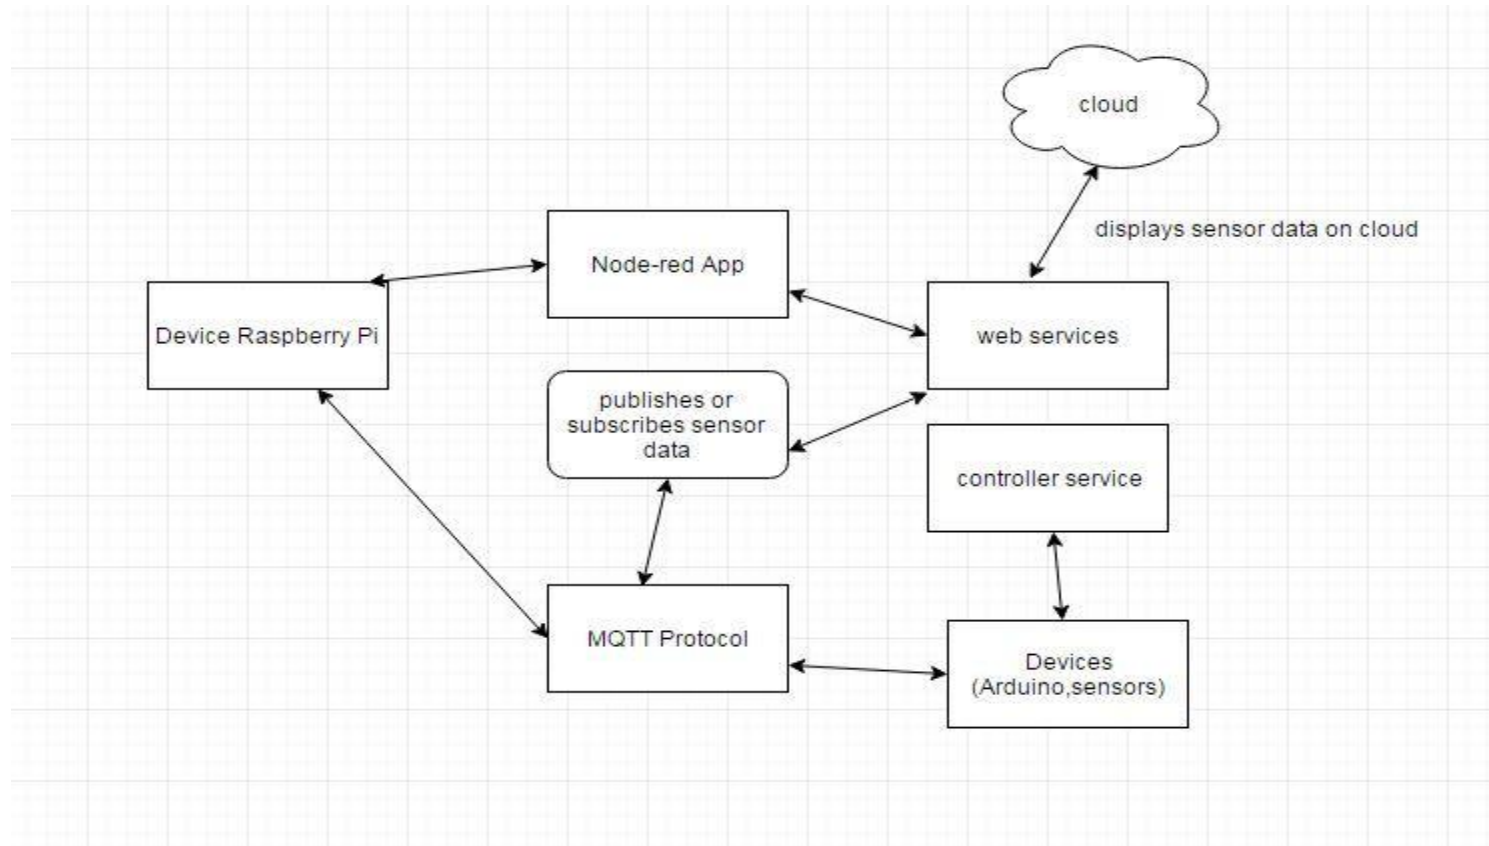 cloud
displays sensor data on cloud
Node-red App
Device Raspberry Pi
web services
publishes or
subscribes sensor
data
controller service
MQTT Protocol
Devices
(Arduino,sensors)